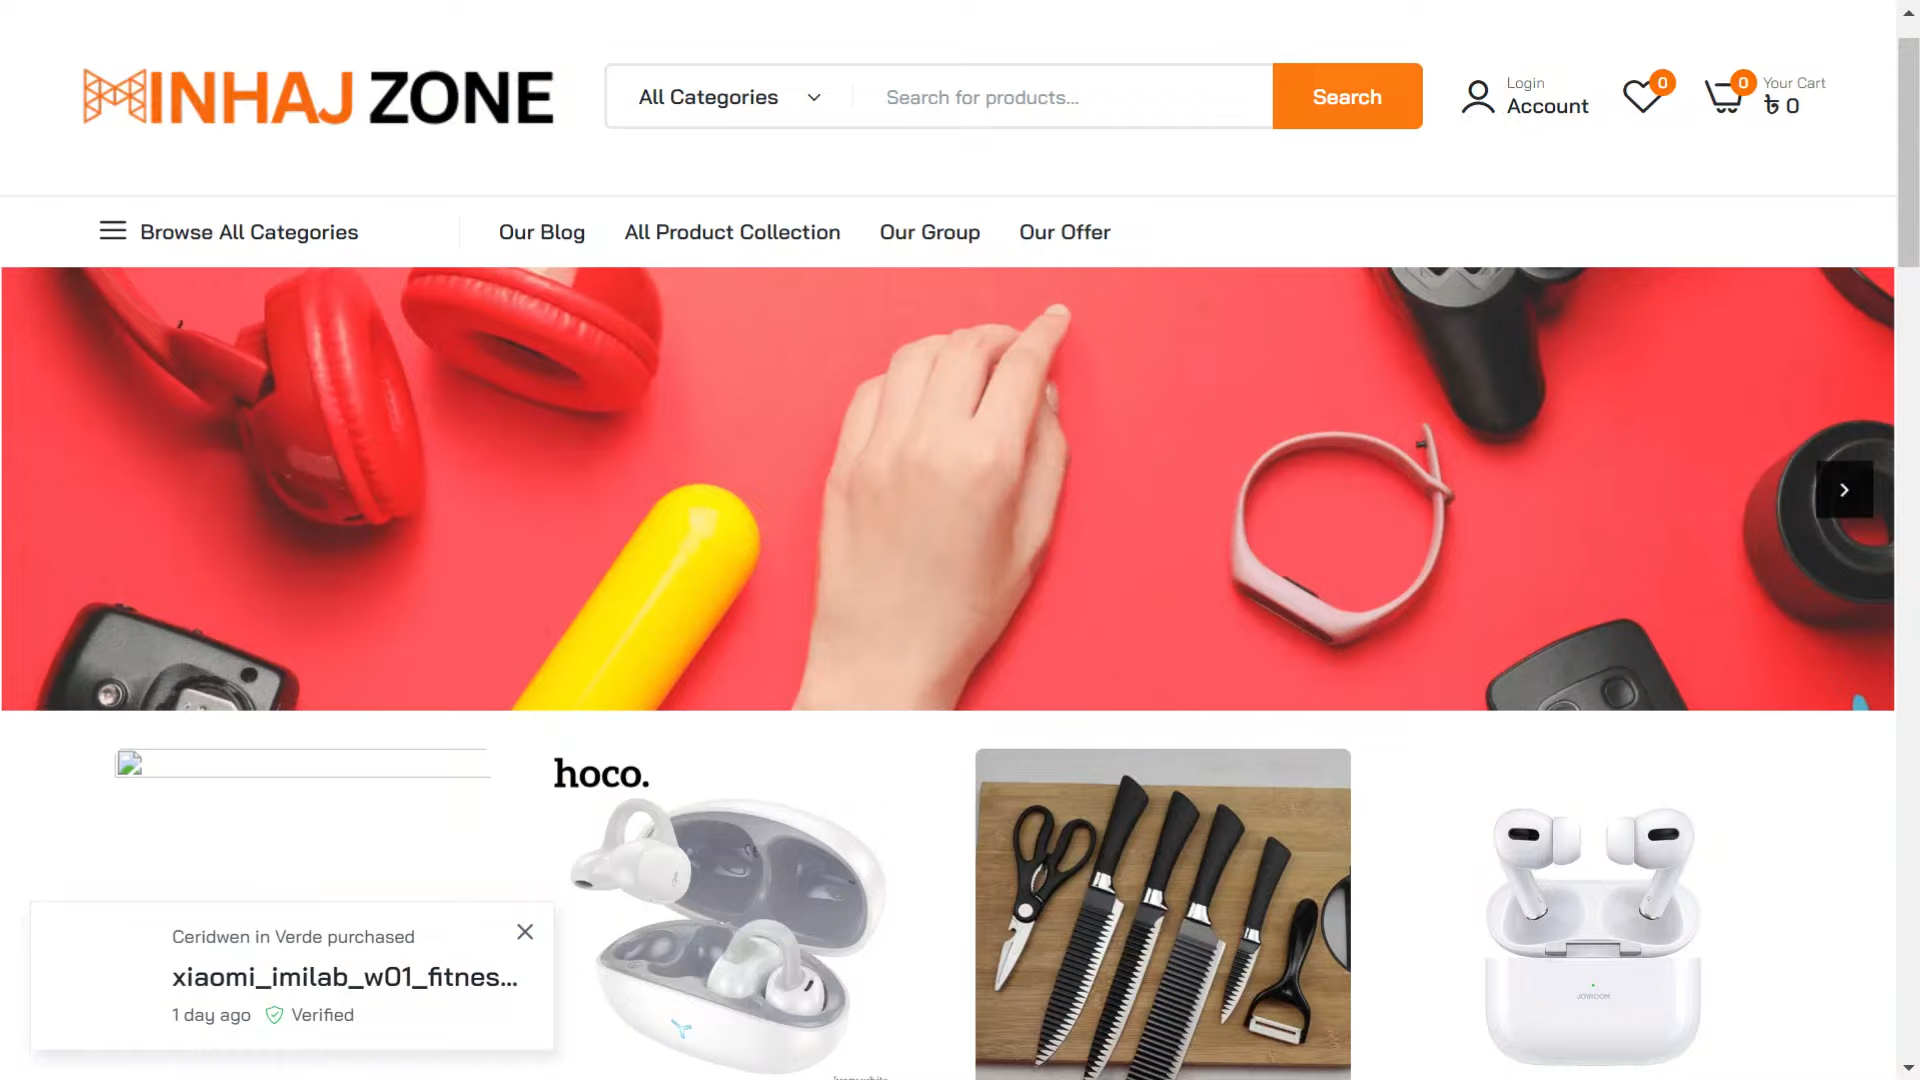 MINHAJ ZONE
All Categories
Search for products...
Search
Login
Account
0
0
Your Cart
৳ 0
Browse All Categories
Our Blog
All Product Collection
Our Group
Our Offer
hoco.
JOYROOM
Ceridwen in Verde purchased
xiaomi_imilab_w01_fitnes...
1 day ago
Verified